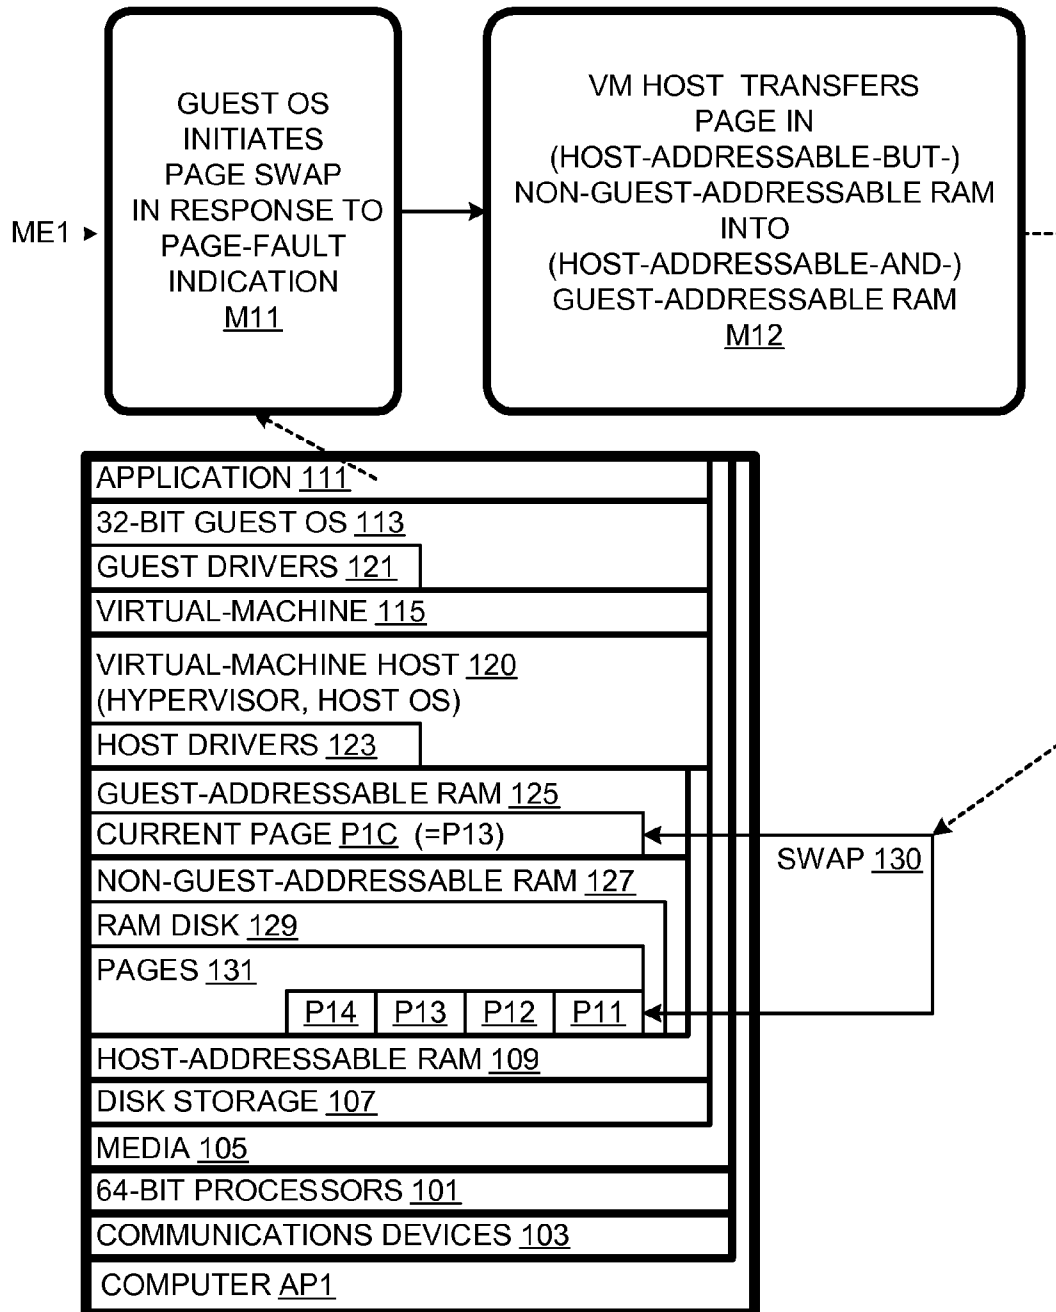 GUEST OS
INITIATES
PAGE SWAP
IN RESPONSE TO
PAGE-FAULT
INDICATION
M11
VM HOST TRANSFERS
PAGE IN
(HOST-ADDRESSABLE-BUT-)
NON-GUEST-ADDRESSABLE RAM
INTO
(HOST-ADDRESSABLE-AND-)
GUEST-ADDRESSABLE RAM
M12
ME1
APPLICATION 111
32-BIT GUEST OS 113
GUEST DRIVERS 121
VIRTUAL-MACHINE 115
VIRTUAL-MACHINE HOST 120
(HYPERVISOR, HOST OS)
HOST DRIVERS 123
GUEST-ADDRESSABLE RAM 125
CURRENT PAGE P1C (=P13)
SWAP 130
NON-GUEST-ADDRESSABLE RAM 127
RAM DISK 129
PAGES 131
P14 P13 P12 P11
HOST-ADDRESSABLE RAM 109
DISK STORAGE 107
MEDIA 105
64-BIT PROCESSORS 101
COMMUNICATIONS DEVICES 103
COMPUTER AP1